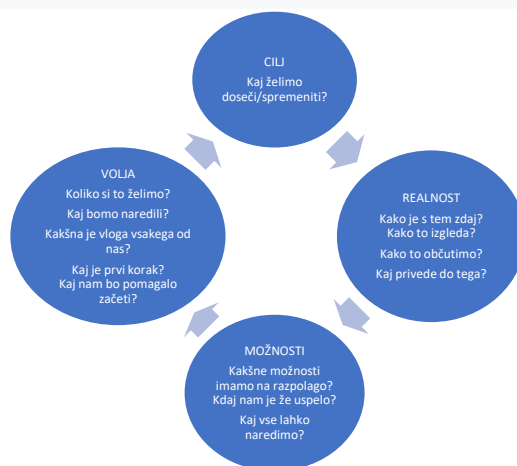 CILJ
Kaj želimo
doseči/spremeniti?
REALNOST
Kako je s tem zdaj?
Kako to izgleda?
Kako to občutimo?
Kaj privede do tega?
MOŽNOSTI
Kakšne možnosti
imamo na razpolago?
Kdaj nam je že uspelo?
Kaj vse lahko
naredimo?
VOLJA
Koliko si to želimo?
Kaj bomo naredili?
Kakšna je vloga vsakega od
nas?
Kaj je prvi korak?
Kaj nam bo pomagalo
začeti?